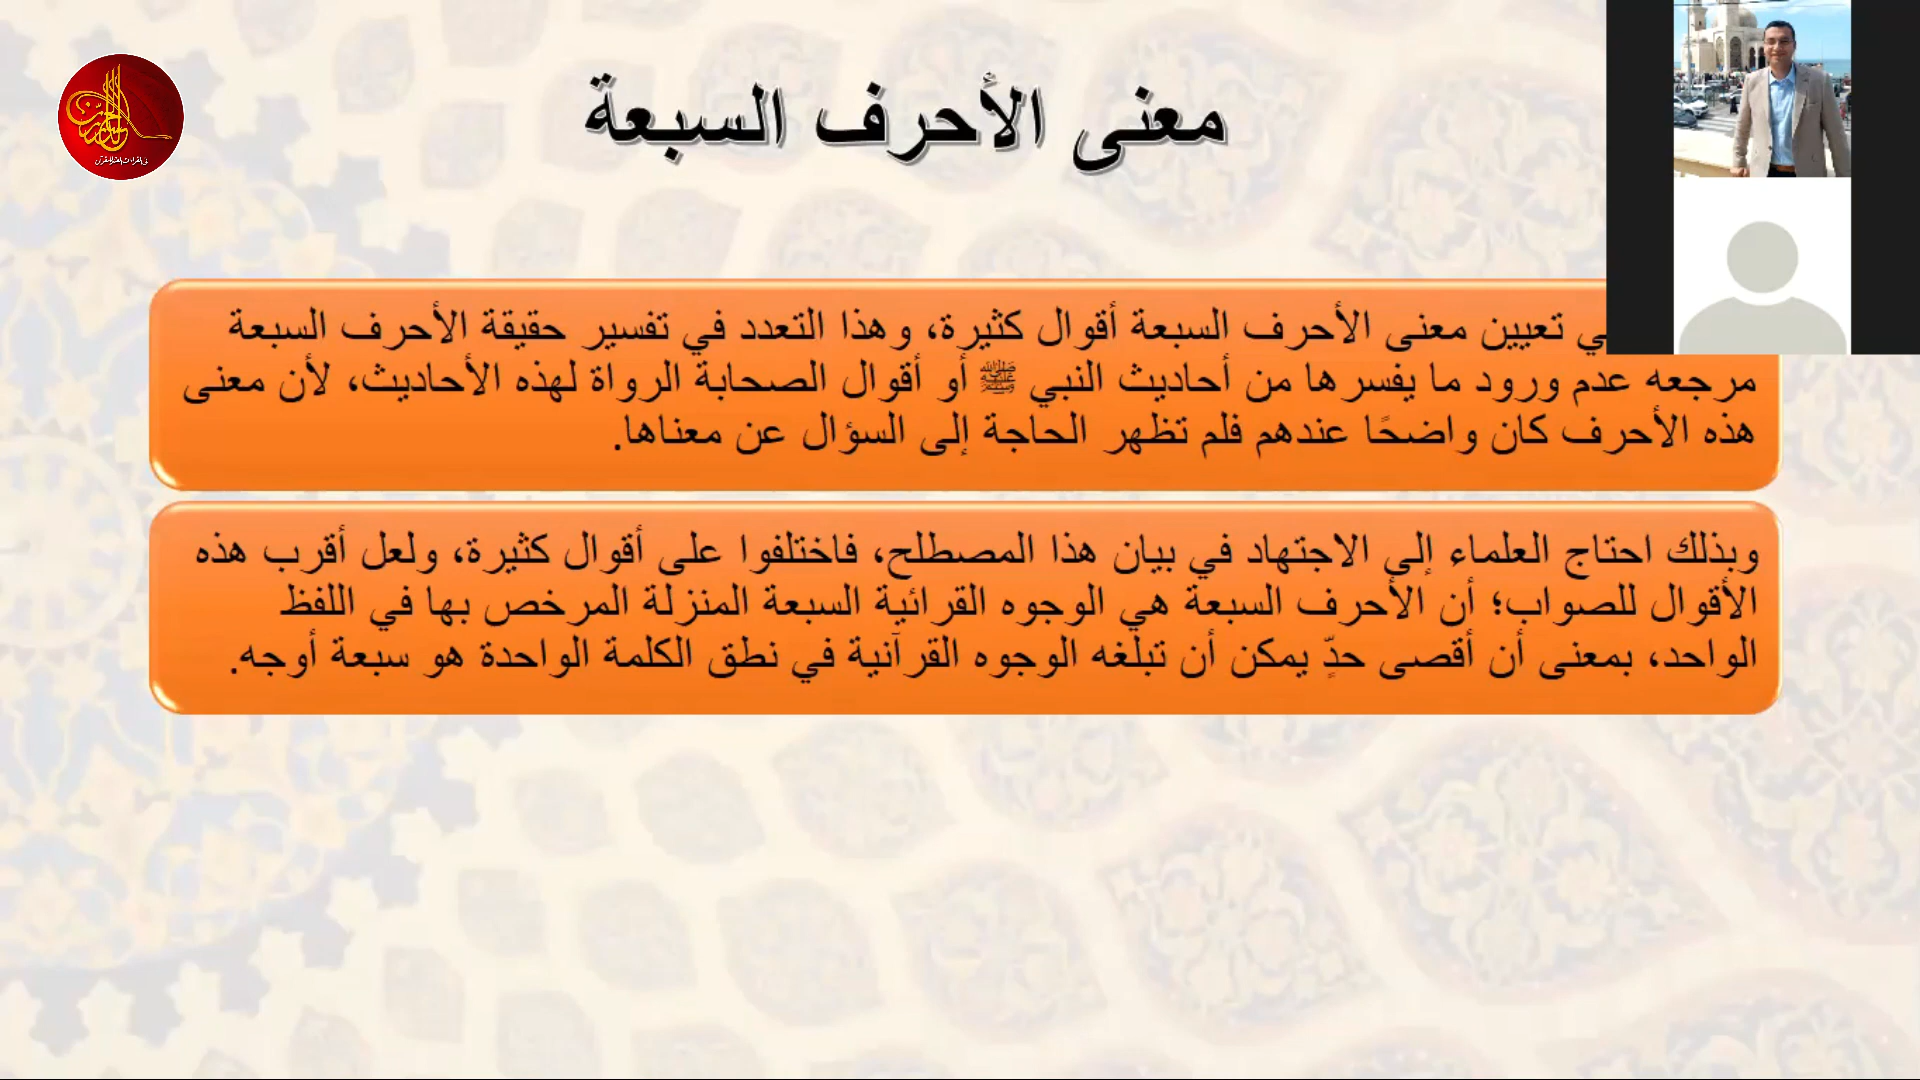 معنى الأحرف السبعة
تعيين معنى الأحرف السبعة أقوال كثيرة، وهذا التعدد في تفسير حقيقة الأحرف السبعة
مرجعه عدم ورود ما يفسرها من أحاديث النبي ﷺ أو أقوال الصحابة الرواة لهذه الأحاديث، لأن معنى
هذه الأحرف كان واضحًا عندهم فلم تظهر الحاجة إلى السؤال عن معناها.
وبذلك احتاج العلماء إلى الاجتهاد في بيان هذا المصطلح، فاختلفوا على أقوال كثيرة، ولعل أقرب هذه
الأقوال للصواب؛ أن الأحرف السبعة هي الوجوه القرائية السبعة المنزلة المرخص بها في اللفظ
الواحد، بمعنى أن أقصى حدٍّ يمكن أن تبلغه الوجوه القرآنية في نطق الكلمة الواحدة هو سبعة أوجه.